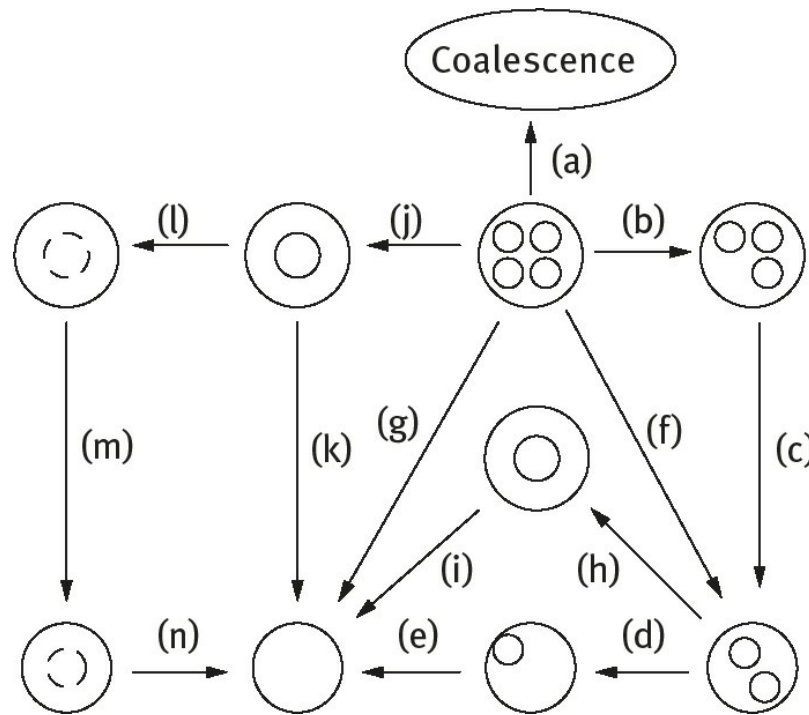 Coalescence
(a)
(l)
(j)
(b)
(m)
(k)
(g)
(f)
(c)
(i)
(h)
(n)
(e)
(d)